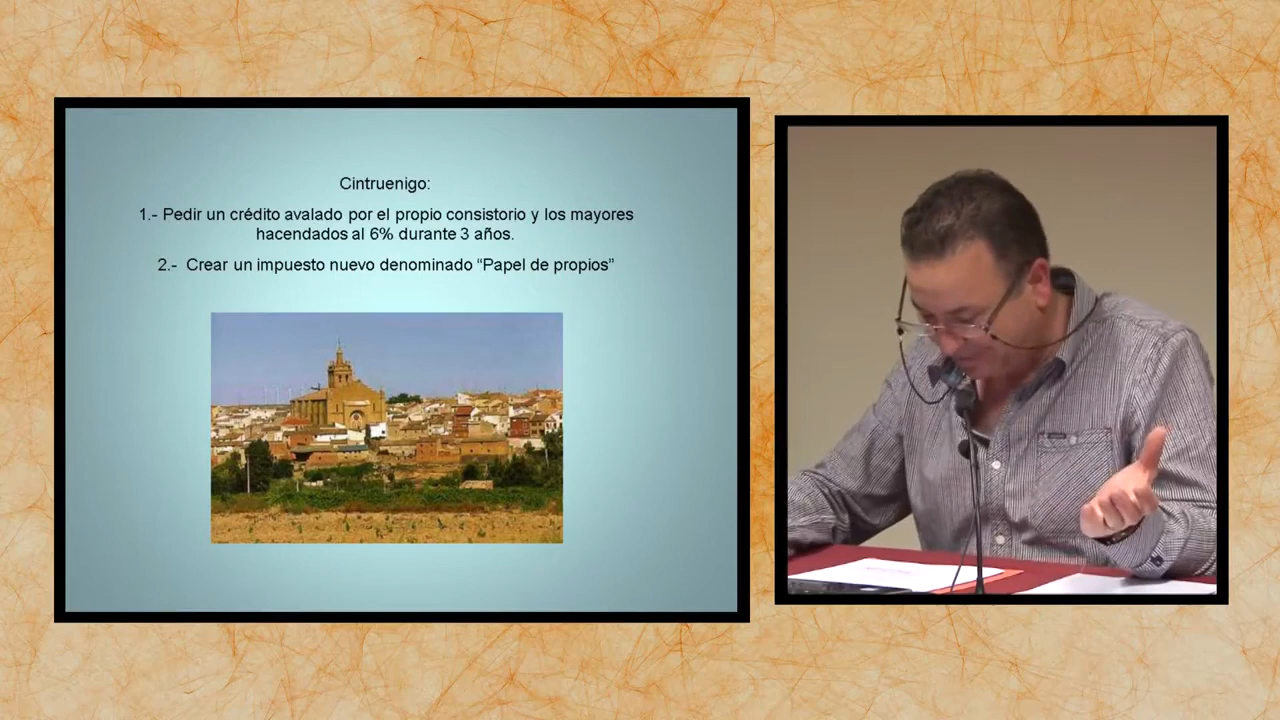 Cintruenigo:
1.- Pedir un crédito avalado por el propio consistorio y los mayores
hacendados al 6% durante 3 años.
2.-  Crear un impuesto nuevo denominado “Papel de propios”